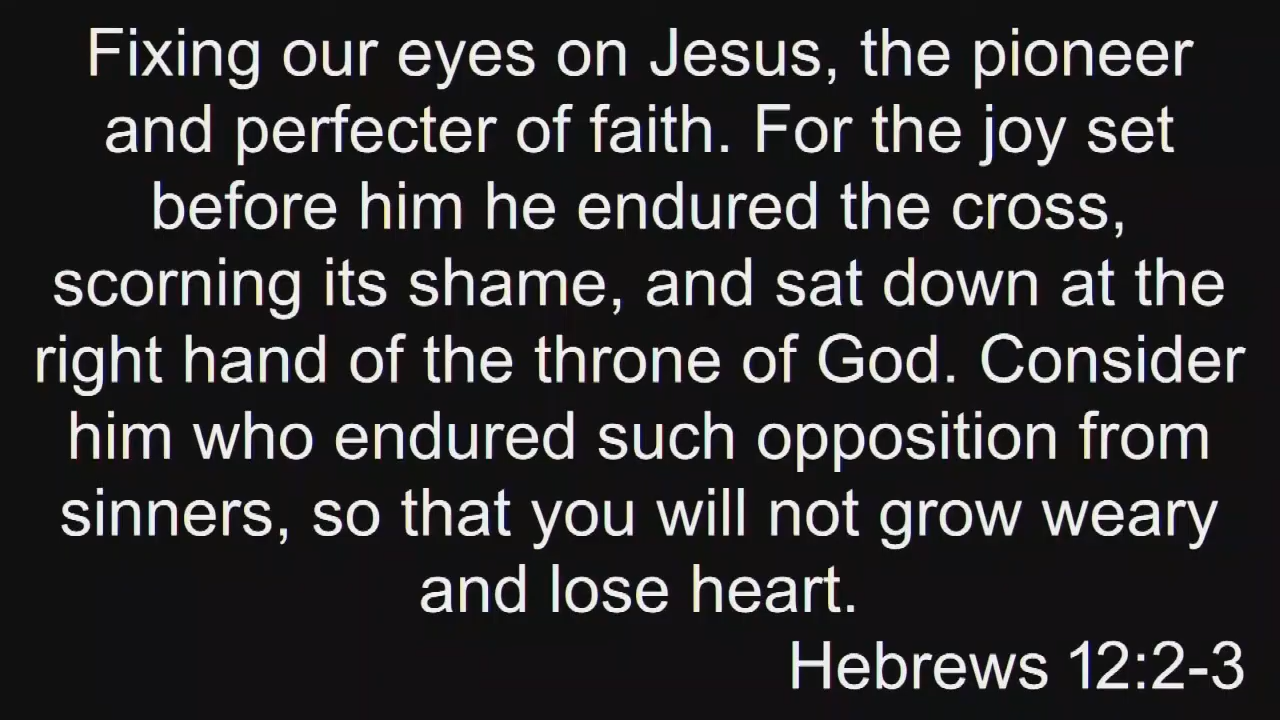 Fixing our eyes on Jesus, the pioneer
and perfecter of faith. For the joy set
before him he endured the cross,
scorning its shame, and sat down at the
right hand of the throne of God. Consider
him who endured such opposition from
sinners, so that you will not grow weary
and lose heart.
Hebrews 12:2-3